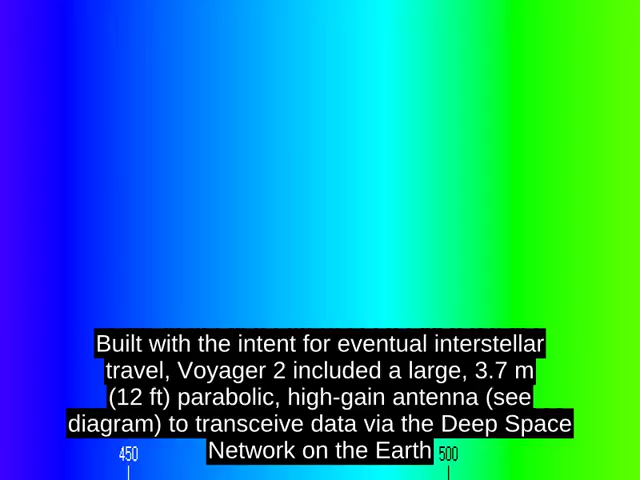 Built with the intent for eventual interstellar
travel, Voyager 2 included a large, 3.7 m
(12 ft) parabolic, high-gain antenna (see
diagram) to transceive data via the Deep Space
Network on the Earth
450 500